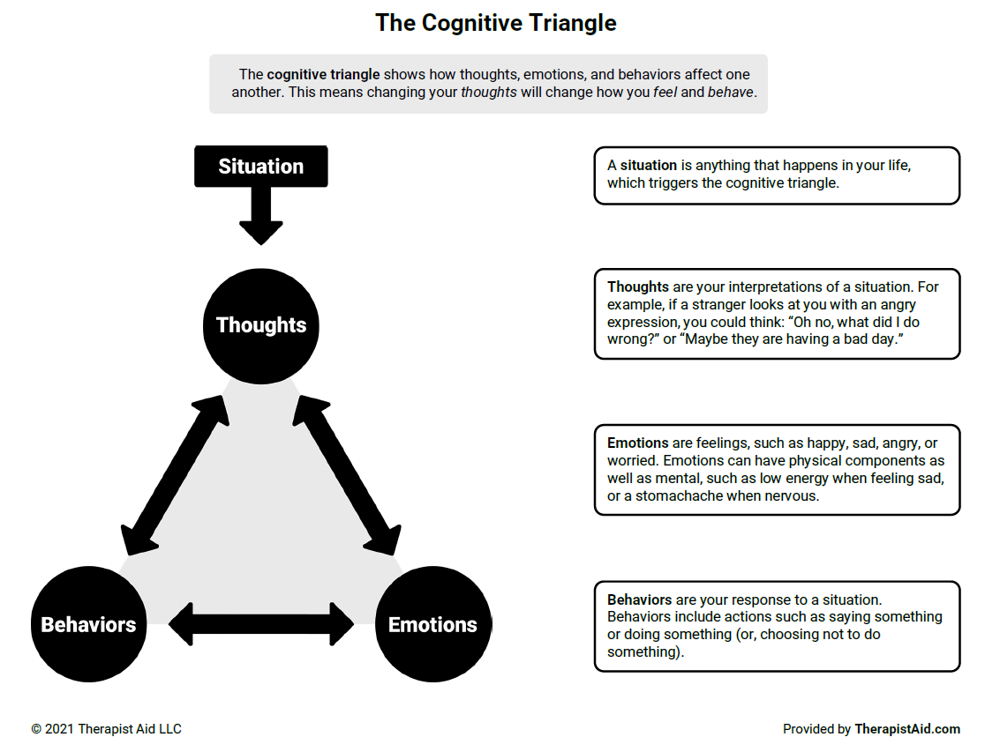 The Cognitive Triangle
The cognitive triangle shows how thoughts, emotions, and behaviors affect one
another. This means changing your thoughts will change how you feel and behave.
Situation
A situation is anything that happens in your life,
which triggers the cognitive triangle.
Thoughts
Thoughts are your interpretations of a situation. For
example, if a stranger looks at you with an angry
expression, you could think: “Oh no, what did I do
wrong?” or “Maybe they are having a bad day.”
Emotions are feelings, such as happy, sad, angry, or
worried. Emotions can have physical components as
well as mental, such as low energy when feeling sad,
or a stomachache when nervous.
Behaviors
Emotions
Behaviors are your response to a situation.
Behaviors include actions such as saying something
or doing something (or, choosing not to do
something).
© 2021 Therapist Aid LLC
Provided by TherapistAid.com